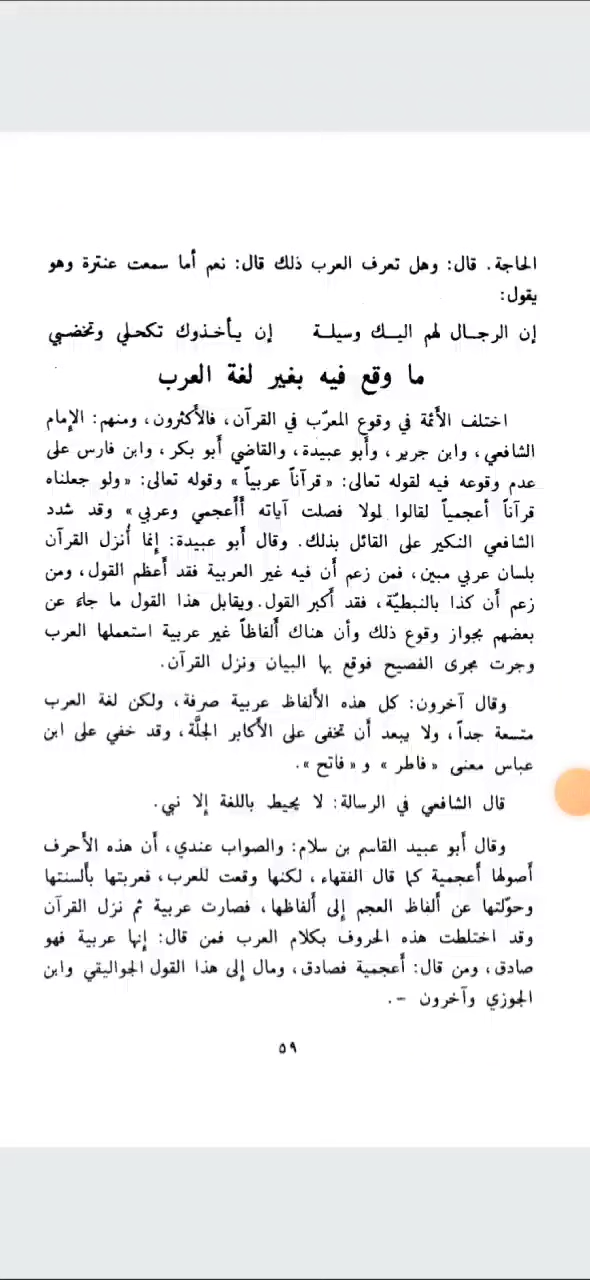 الحاجة. قال: وهل تعرف العرب ذلك قال: نعم أما سمعت عنترة وهو
يقول:
إن الرجـال لهم اليـك وسيلـة إن يـأخـذوك تكحـلي وتخضبـي
ما وقع فيه بغير لغة العرب
اختلف الأئمة في وقوع المعرّب في القرآن، فالأكثرون، ومنهم: الإمام
الشافعي، وابن جرير، وأبو عبيدة، والقاضي أبو بكر، وابن فارس على
عدم وقوعه فيه لقوله تعالى: «قرآناً عربياً» وقوله تعالى: «ولو جعلناه
قرآناً أعجمياً لقالوا لمولا فصلت آياته أأعجمي وعربي» وقد شدد
الشافعي النكير على القائل بذلك. وقال أبو عبيدة: إنما أُنزل القرآن
بلسان عربي مبين، فمن زعم أن فيه غير العربية فقد أعظم القول، ومن
زعم أن كذا بالنبطيّة، فقد أكبر القول. ويقابل هذا القول ما جاء عن
بعضهم بجواز وقوع ذلك وأن هناك ألفاظاً غير عربية استعملها العرب
وجرت مجرى الفصيح فوقع بها البيان ونزل القرآن.
وقال آخرون: كل هذه الألفاظ عربية صرفة، ولكن لغة العرب
متسعة جداً، ولا يبعد أن تخفى على الأكابر الجلَّة، وقد خفي على ابن
عباس معنى «فاطر» و«فاتح».
قال الشافعي في الرسالة: لا يحيط باللغة إلا نبي.
وقال أبو عبيد القاسم بن سلام: والصواب عندي، أن هذه الأحرف
أصولها أعجمية كما قال الفقهاء، لكنها وقعت للعرب، فعربتها بألسنتها
وحوّلتها عن ألفاظ العجم إلى ألفاظها، فصارت عربية ثم نزل القرآن
وقد اختلطت هذه الحروف بكلام العرب فمن قال: إنها عربية فهو
صادق، ومن قال: أعجمية فصادق، ومال إلى هذا القول الجواليقي وابن
الجوزي وآخرون -.
٥٩